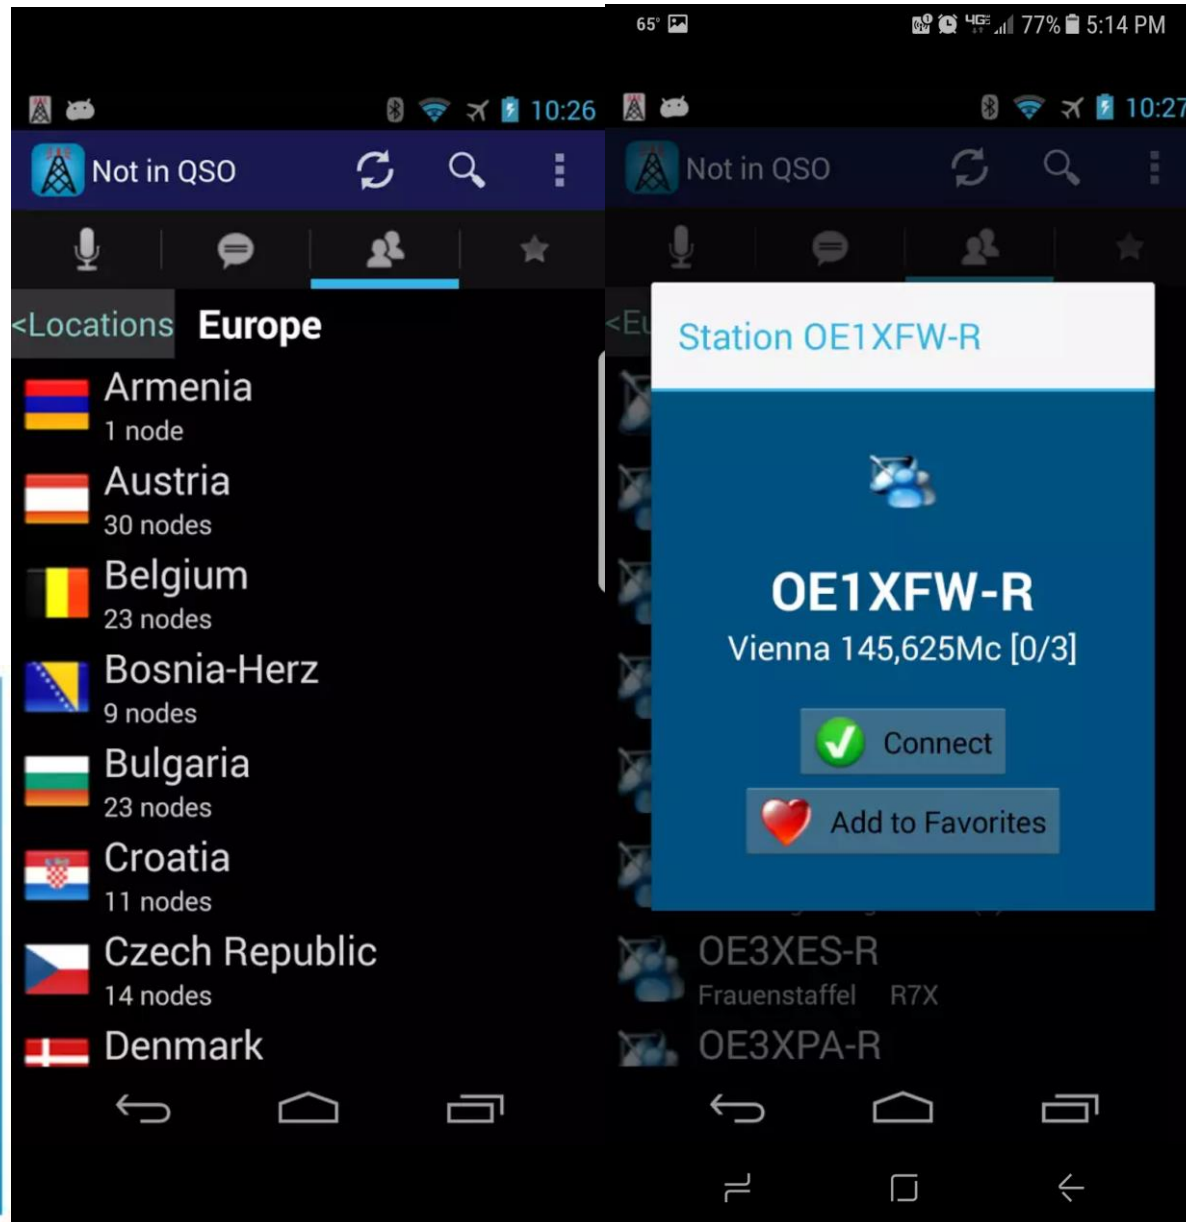 10:26
Not in QSO
<Locations Europe
Armenia
1 node
Austria
30 nodes
Belgium
23 nodes
Bosnia-Herz
9 nodes
Bulgaria
23 nodes
Croatia
11 nodes
Czech Republic
14 nodes
Denmark
65° 77% 5:14 PM
10:27
Not in QSO
Station OE1XFW-R
OE1XFW-R
Vienna 145,625Mc [0/3]
Connect
Add to Favorites
OE3XES-R
Frauenstaffel R7X
OE3XPA-R